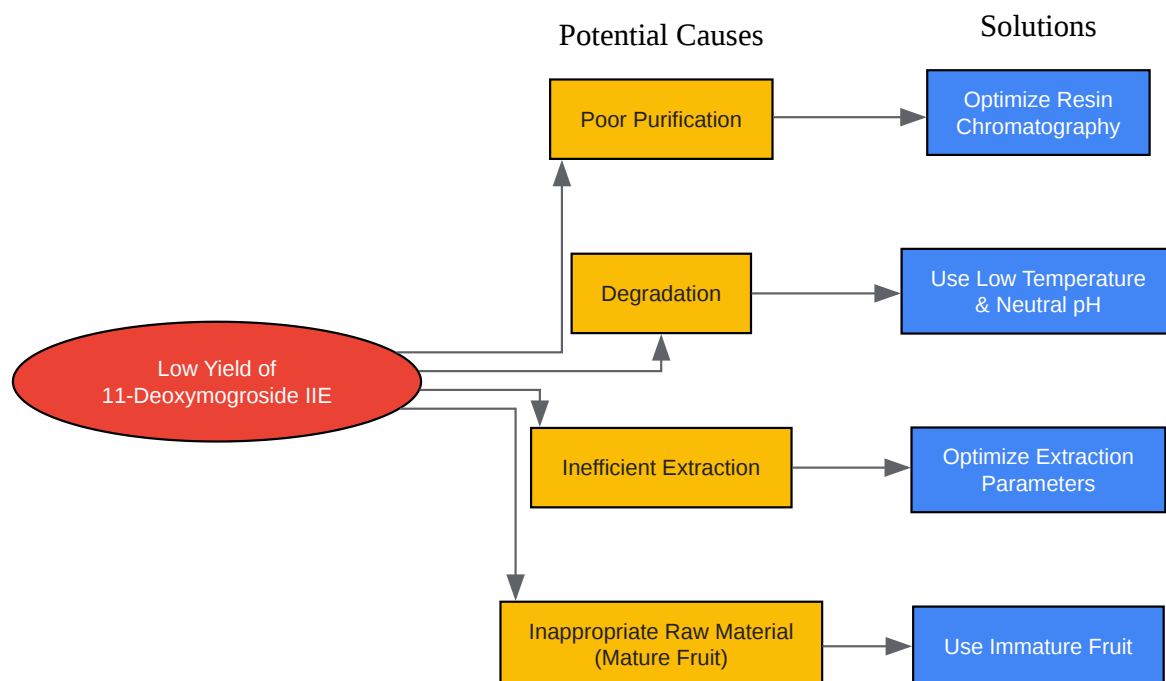 Potential Causes
Solutions
Poor Purification
Optimize Resin
Chromatography
Degradation
Use Low Temperature
& Neutral pH
Low Yield of
11-Deoxymogroside IIE
Inefficient Extraction
Optimize Extraction
Parameters
Inappropriate Raw Material
(Mature Fruit)
Use Immature Fruit